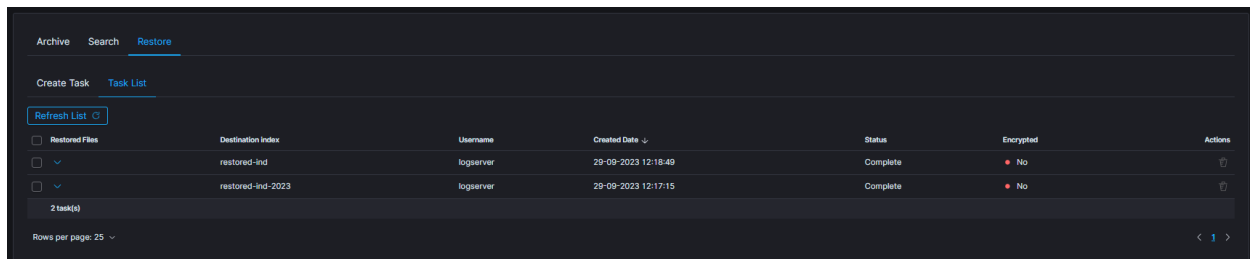 Archive Search Restore
Create Task Task List
Refresh List
Restored Files Destination index Username Created Date ↓ Status Encrypted Actions
restored-ind logserver 29-09-2023 12:18:49 Complete No
restored-ind-2023 logserver 29-09-2023 12:17:15 Complete No
2 task(s)
Rows per page: 25 < 1 >